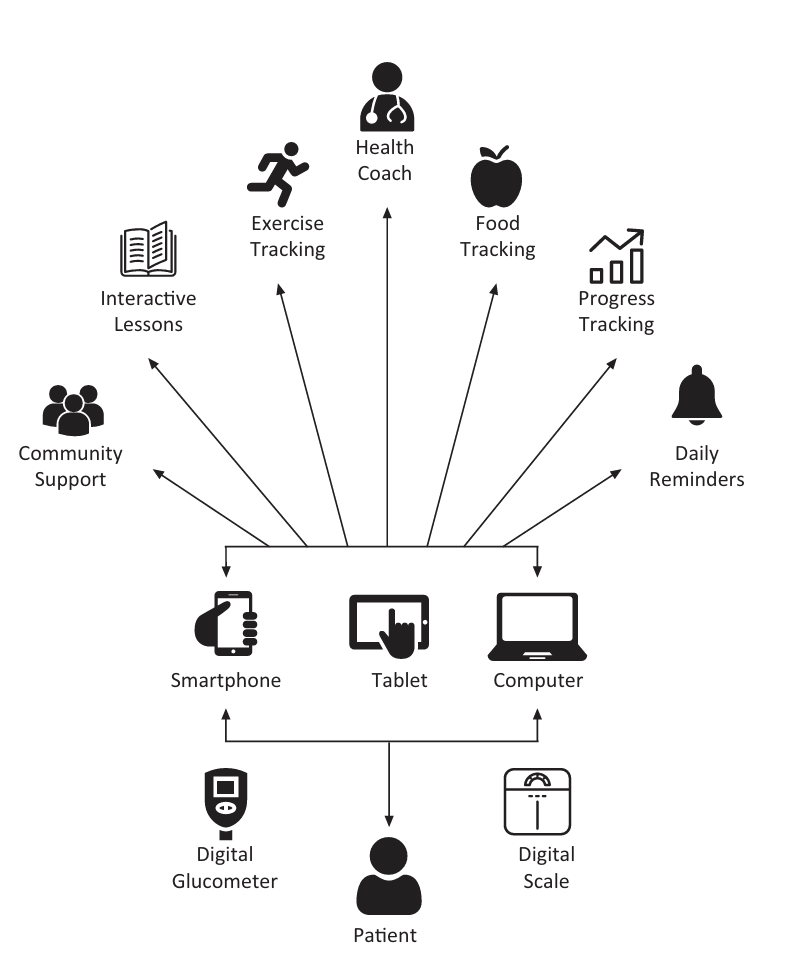 Health
Coach
Exercise
Tracking
Food
Tracking
Interactive
Lessons
Progress
Tracking
Community
Support
Daily
Reminders
Smartphone
Tablet
Computer
Digital
Glucometer
Digital
Scale
Patient